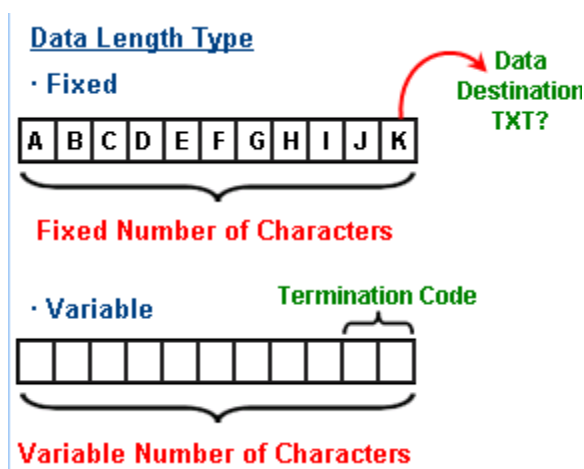 Data Length Type
· Fixed
Data
Destination
TXT?
A B C D E F G H I J K
Fixed Number of Characters
· Variable
Termination Code
Variable Number of Characters